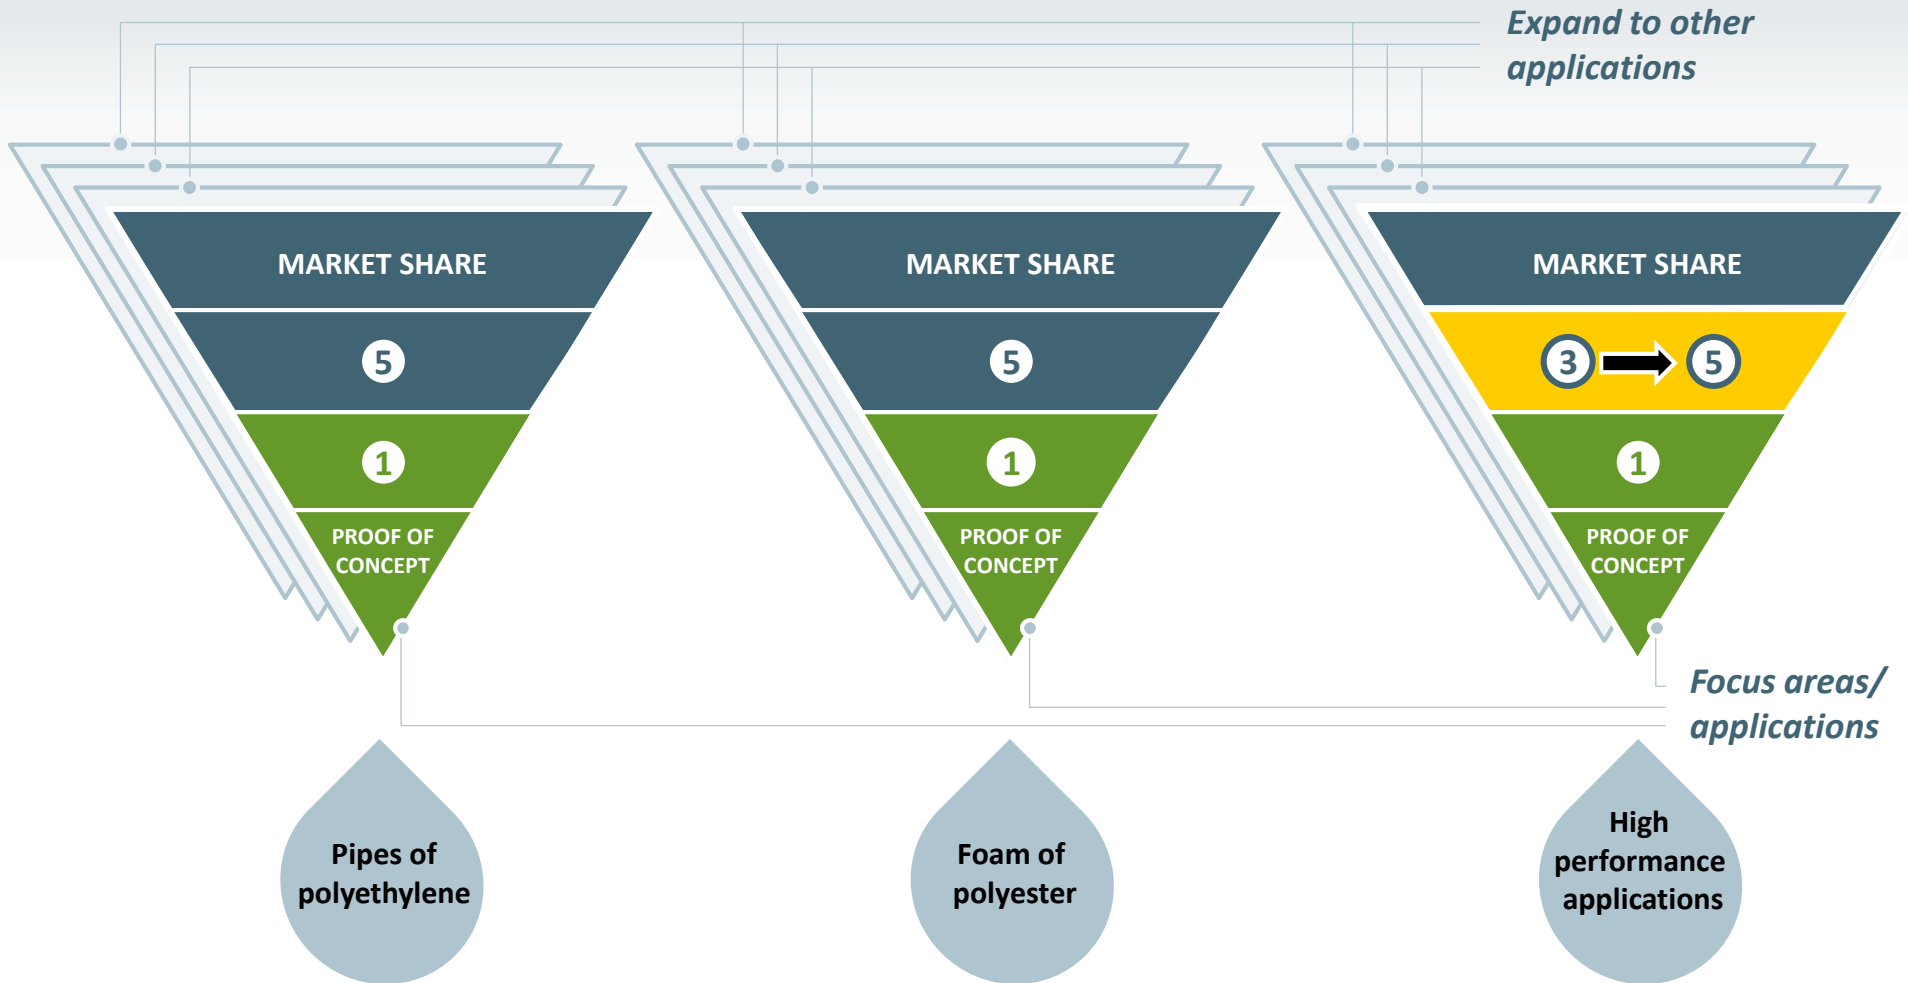 Expand to other
applications
MARKET SHARE
MARKET SHARE
MARKET SHARE
5
5
3
5
1
1
1
PROOF OF
CONCEPT
PROOF OF
CONCEPT
PROOF OF
CONCEPT
Focus areas/
applications
Pipes of
polyethylene
Foam of
polyester
High
performance
applications